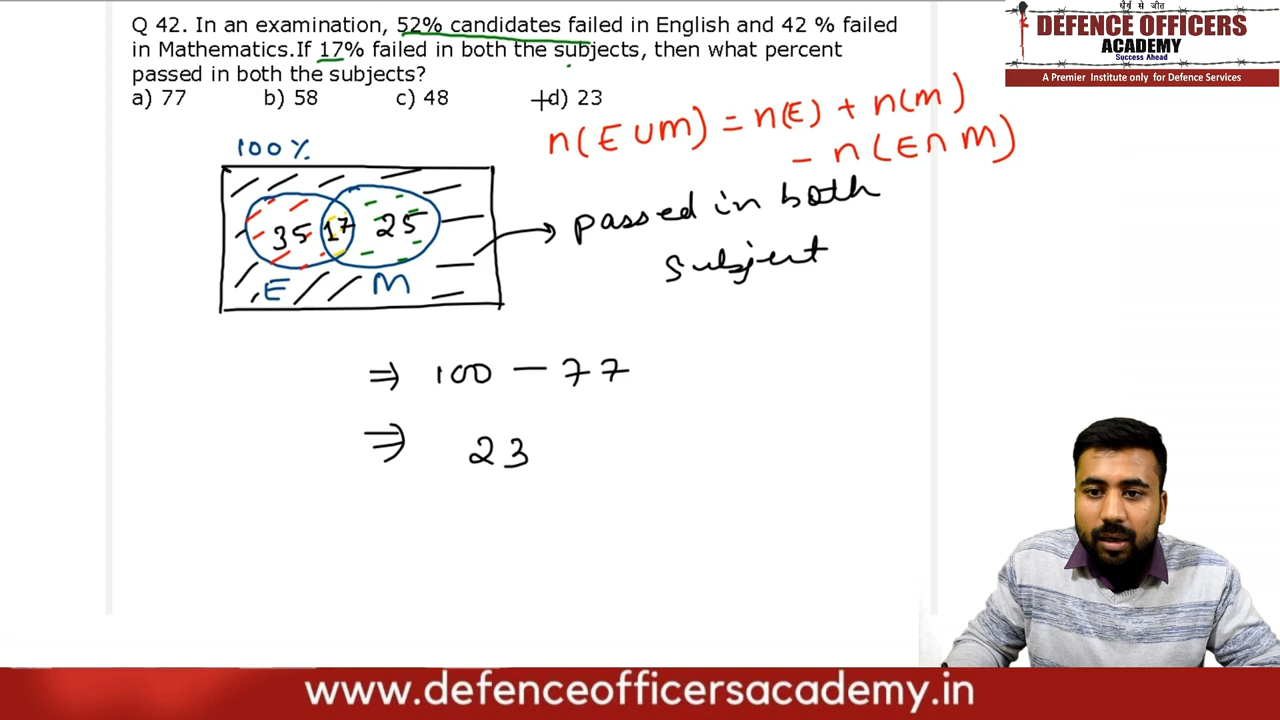 Q 42. In an examination, 52% candidates failed in English and 42 % failed
in Mathematics.If 17% failed in both the subjects, then what percent
passed in both the subjects?
a) 77 b) 58 c) 48 +d) 23
धैर्य से जीत
DEFENCE OFFICERS
ACADEMY
Success Ahead
A Premier Institute only for Defence Services
n(E∪M) = n(E) + n(M)
- n(E∩M)
100%
35 17 25
E M
→ passed in both
subject
⇒ 100 - 77
⇒ 23
www.defenceofficersacademy.in